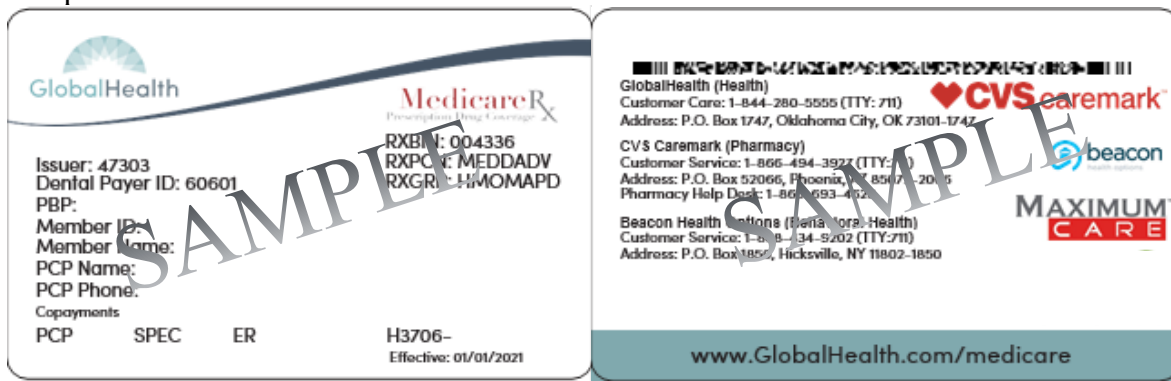 GlobalHealth
MedicareRx
Prescription Drug Coverage
Issuer: 47303
Dental Payer ID: 60601
PBP:
Member ID:
Member Name:
PCP Name:
PCP Phone:
Copayments
PCP SPEC ER
RXBIN: 004336
RXPCN: MEDDADV
RXGRP: HMOMAPD
H3706-
Effective: 01/01/2021
SAMPLE
GlobalHealth (Health)
Customer Care: 1-844-280-5555 (TTY: 711)
Address: P.O. Box 1747, Oklahoma City, OK 73101-1747
CVS Caremark (Pharmacy)
Customer Service: 1-866-494-3927 (TTY:
Address: P.O. Box 52066, Phoenix,
Pharmacy Help Desk:
Beacon Health Options (Behavioral Health)
Customer Service: (TTY:711)
Address: P.O. Box 1850, Hicksville, NY 11802-1850
CVS caremark
beacon
health options
MAXIMUM
CARE
SAMPLE
www.GlobalHealth.com/medicare